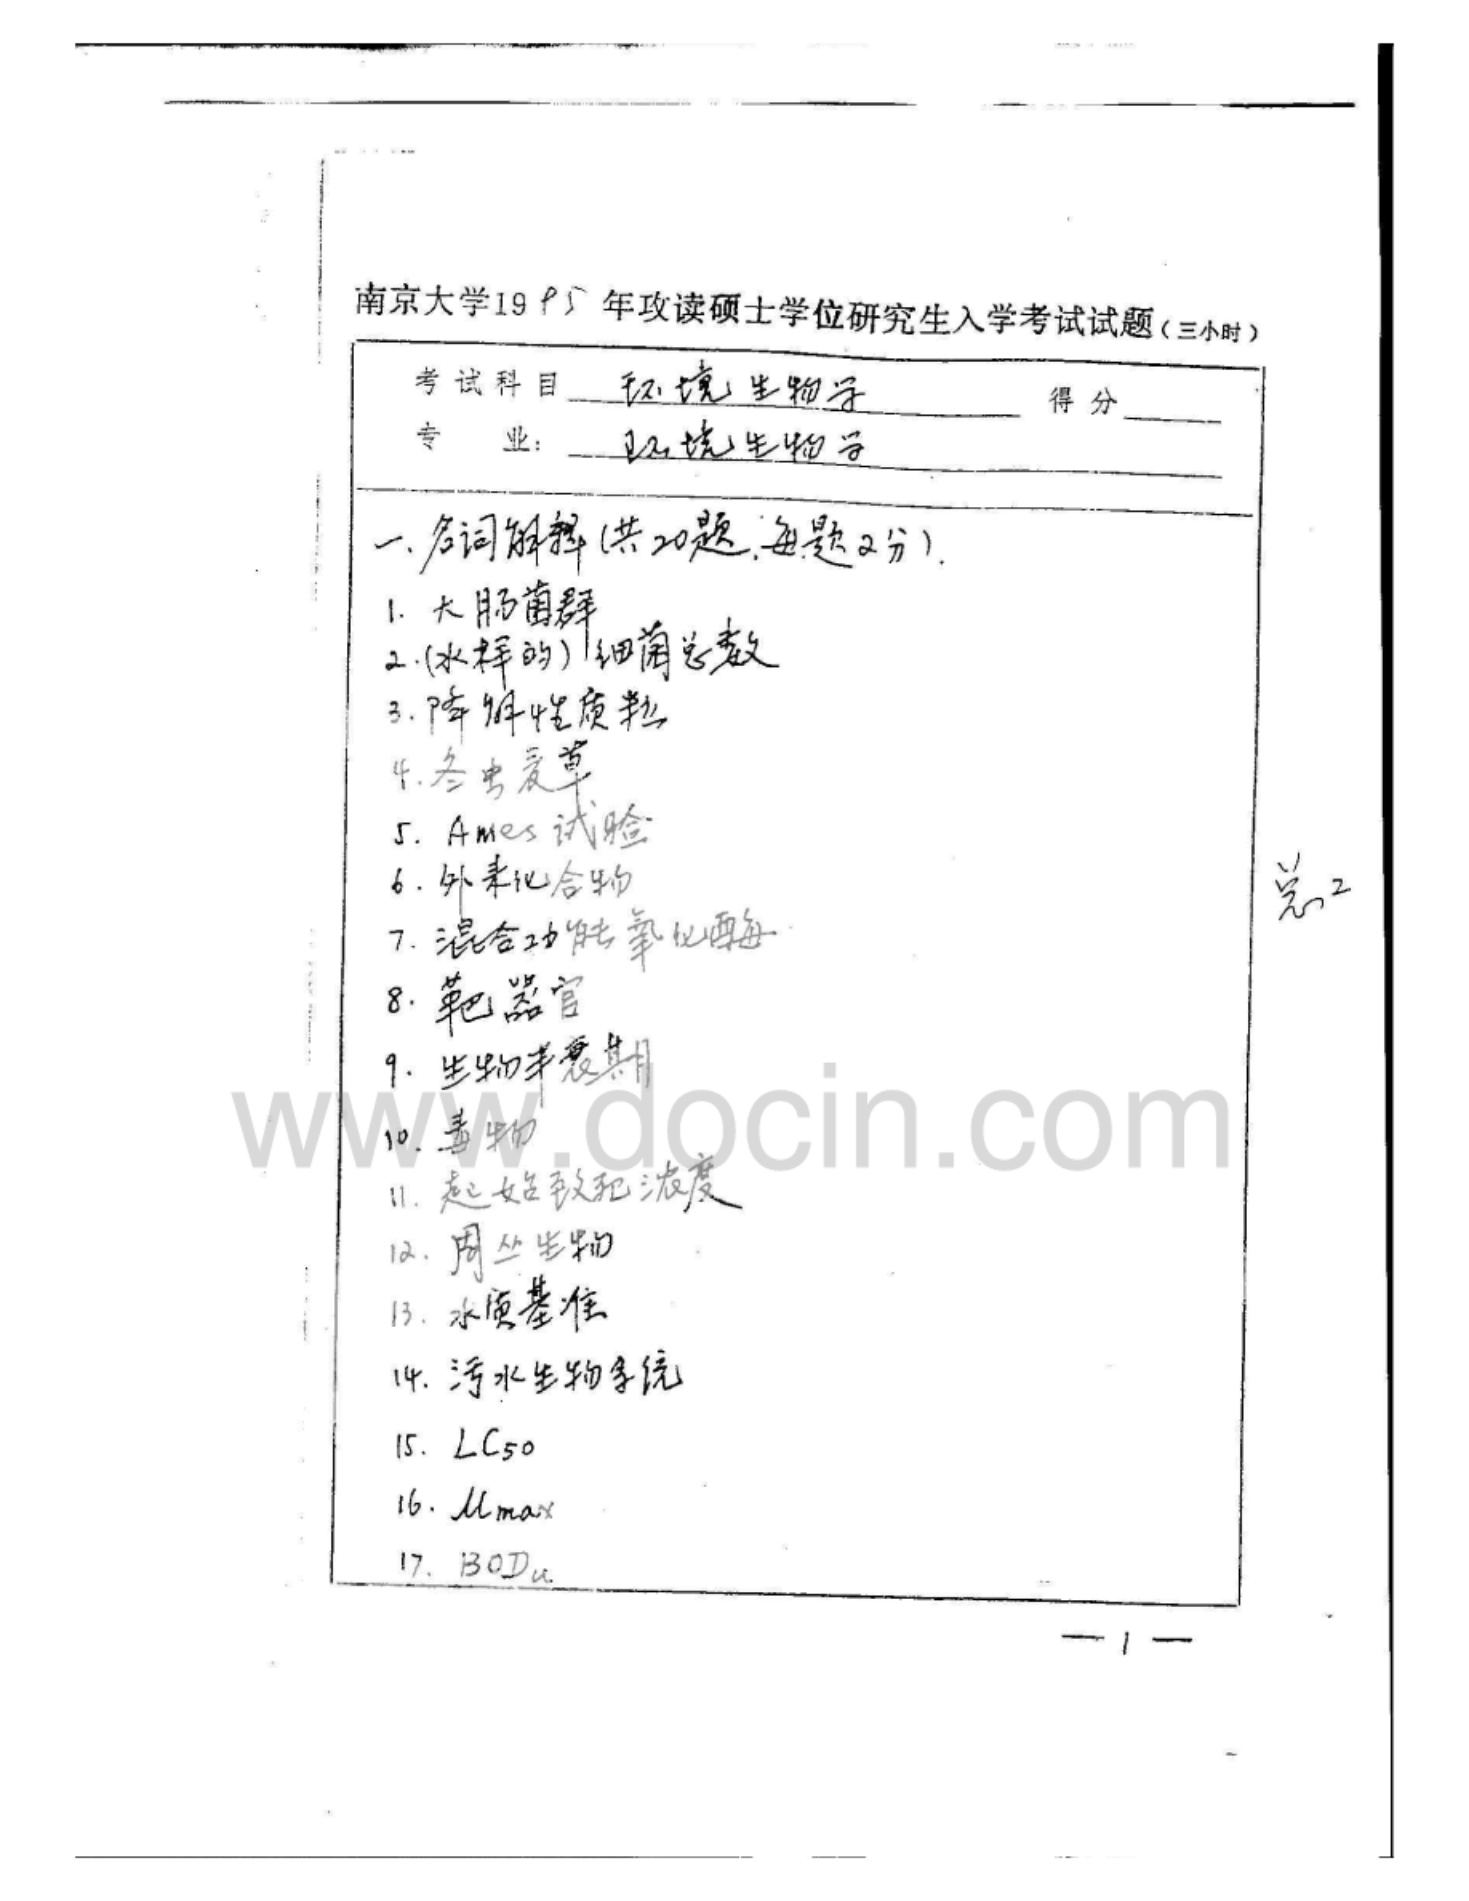 南京大学1995年攻读硕士学位研究生入学考试试题(三小时)
考试科目 环境生物学 得分
专 业: 环境生物学
一、名词解释(共20题,每题2分).
1. 大肠菌群
2.(水样的)细菌总数
3. 降解性质粒
4. 冬虫夏草
5. Ames试验
6. 外来化合物
7. 混合功能氧化酶
8. 靶器官
9. 生物半衰期
10. 毒物
11. 起始致死浓度
12. 周丛生物
13. 水质基准
14. 污水生物系统
15. LC50
16. μmax
17. BODu
总2
— 1 —
www.docin.com